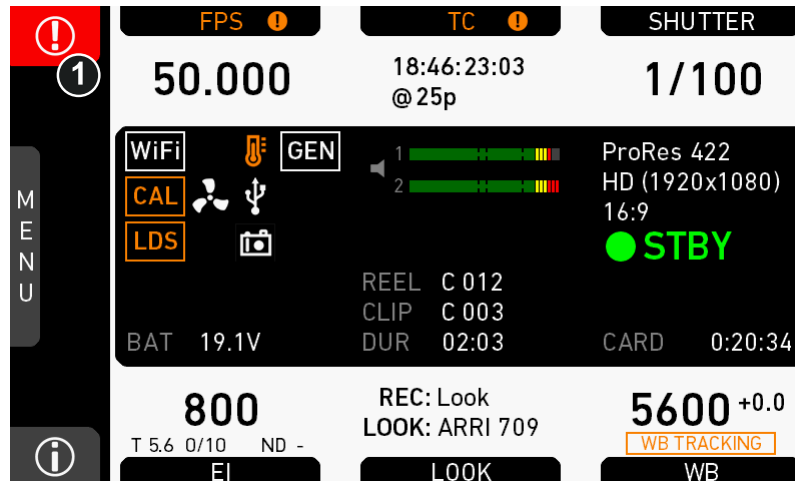 FPS !
TC !
SHUTTER
!
1
50.000
18:46:23:03
@ 25p
1/100
MENU
WiFi
GEN
CAL
LDS
1
2
ProRes 422
HD (1920x1080)
16:9
STBY
REEL C 012
CLIP C 003
DUR 02:03
BAT 19.1V
CARD 0:20:34
800
T 5.6 0/10 ND -
EI
REC: Look
LOOK: ARRI 709
LOOK
5600 +0.0
WB TRACKING
WB
i